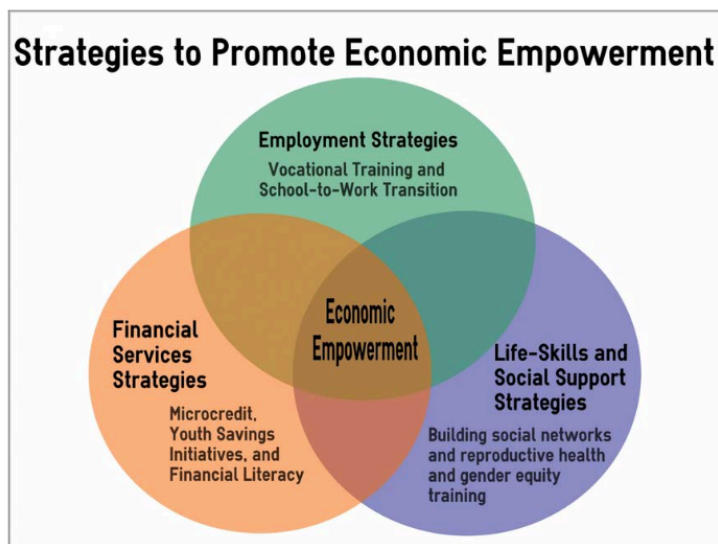 Strategies to Promote Economic Empowerment
Employment Strategies
Vocational Training and
School-to-Work Transition
Economic
Empowerment
Financial
Services
Strategies
Microcredit,
Youth Savings
Initiatives, and
Financial Literacy
Life-Skills and
Social Support
Strategies
Building social networks
and reproductive health
and gender equity
training